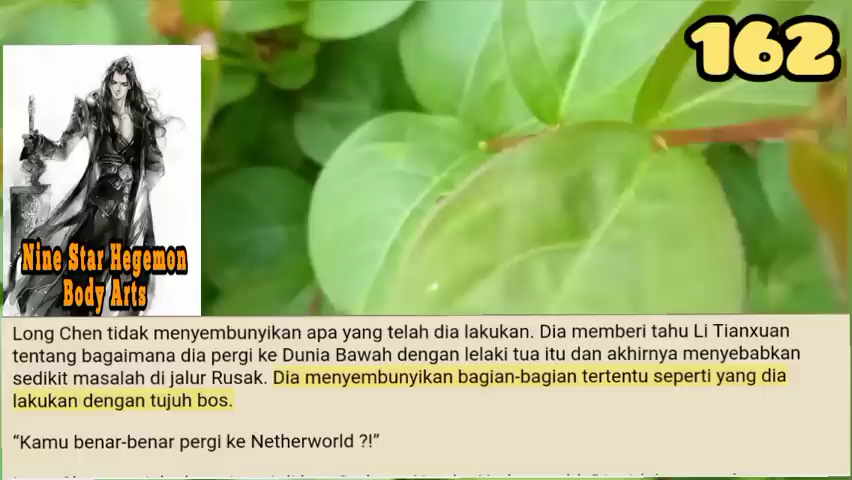 162
Nine Star Hegemon
Body Arts
Long Chen tidak menyembunyikan apa yang telah dia lakukan. Dia memberi tahu Li Tianxuan
tentang bagaimana dia pergi ke Dunia Bawah dengan lelaki tua itu dan akhirnya menyebabkan
sedikit masalah di jalur Rusak. Dia menyembunyikan bagian-bagian tertentu seperti yang dia
lakukan dengan tujuh bos.
“Kamu benar-benar pergi ke Netherworld ?!”